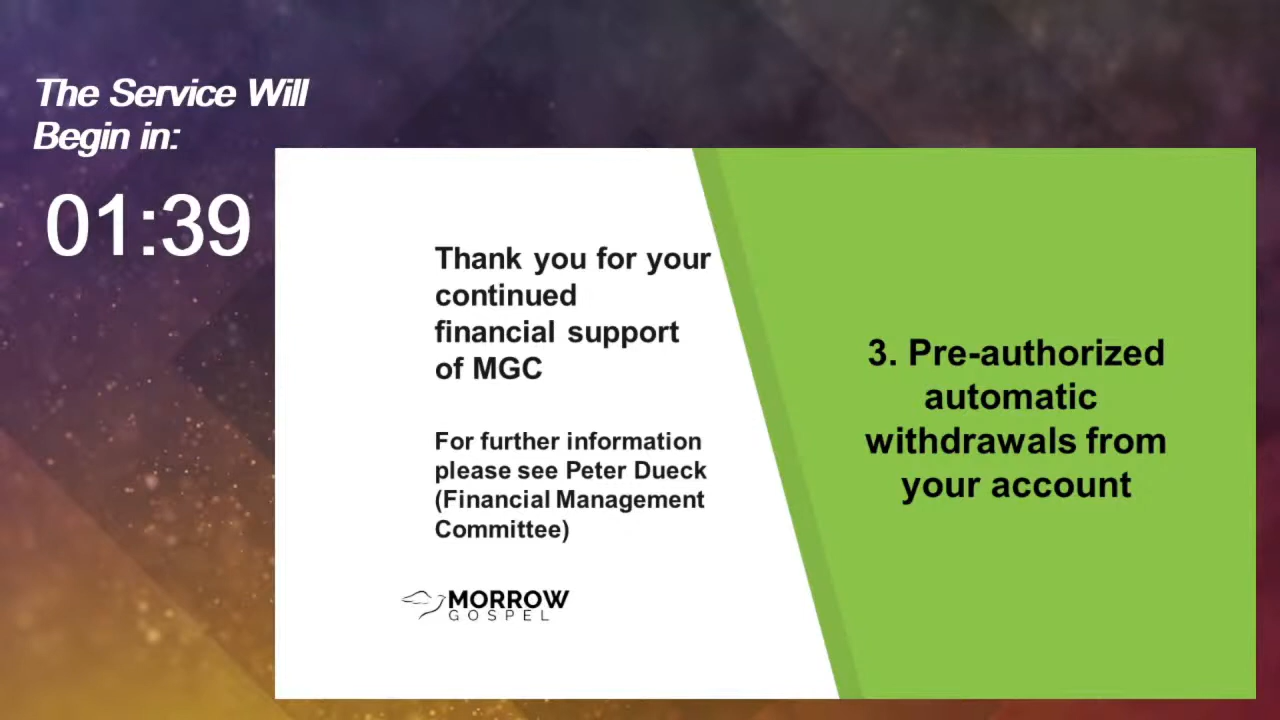 The Service Will
Begin in:
01:39
Thank you for your
continued
financial support
of MGC
For further information
please see Peter Dueck
(Financial Management
Committee)
MORROW
GOSPEL
3. Pre-authorized
automatic
withdrawals from
your account